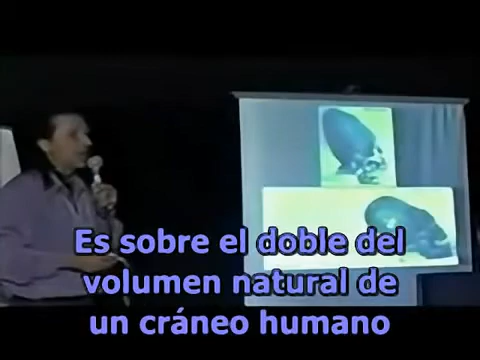 Es sobre el doble del
volumen natural de
un cráneo humano